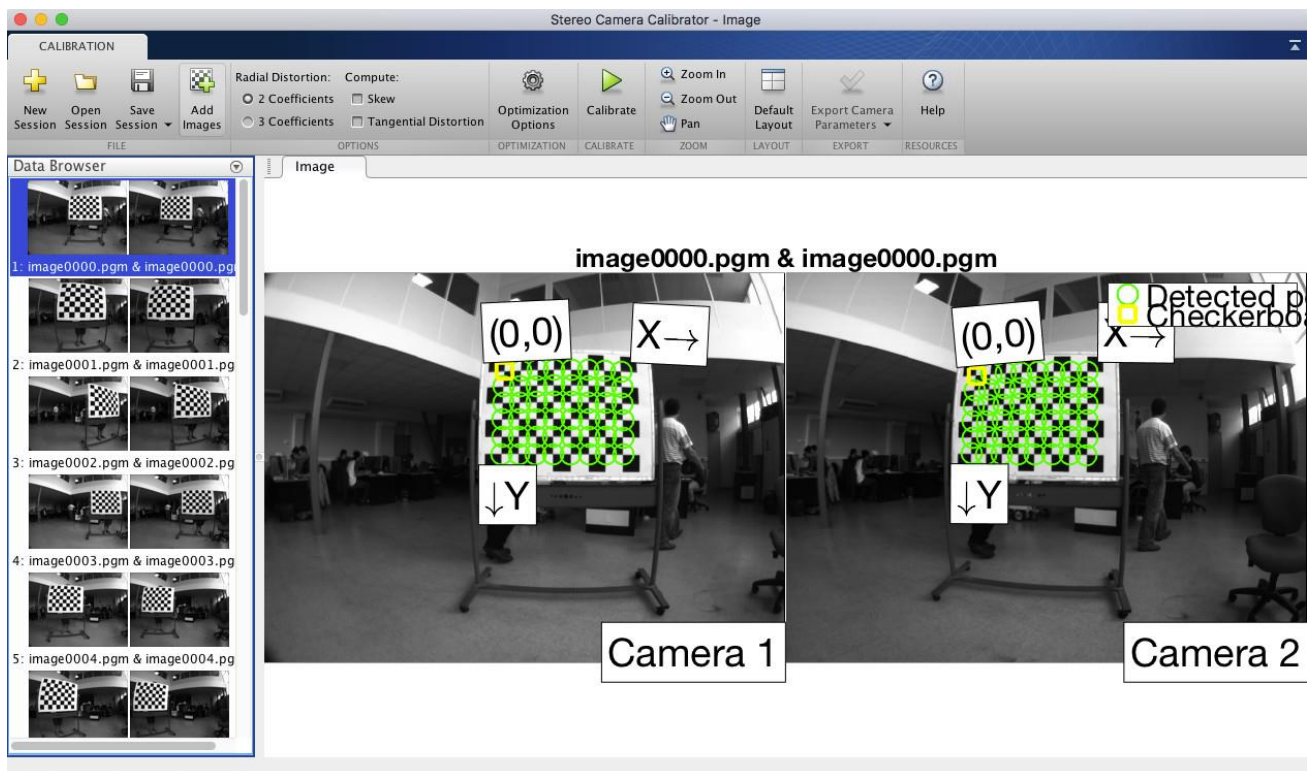 Stereo Camera Calibrator - Image
CALIBRATION
New Session
Open Session
Save Session
Add Images
FILE
Radial Distortion:
2 Coefficients
3 Coefficients
Compute:
Skew
Tangential Distortion
OPTIONS
Optimization Options
OPTIMIZATION
Calibrate
CALIBRATE
Zoom In
Zoom Out
Pan
ZOOM
Default Layout
LAYOUT
Export Camera Parameters
EXPORT
Help
RESOURCES
Data Browser
1: image0000.pgm & image0000.pg
2: image0001.pgm & image0001.pg
3: image0002.pgm & image0002.pg
4: image0003.pgm & image0003.pg
5: image0004.pgm & image0004.pg
Image
image0000.pgm & image0000.pgm
(0,0)
X→
↓Y
Camera 1
(0,0)
X→
↓Y
Camera 2
Detected p
Checkerboa